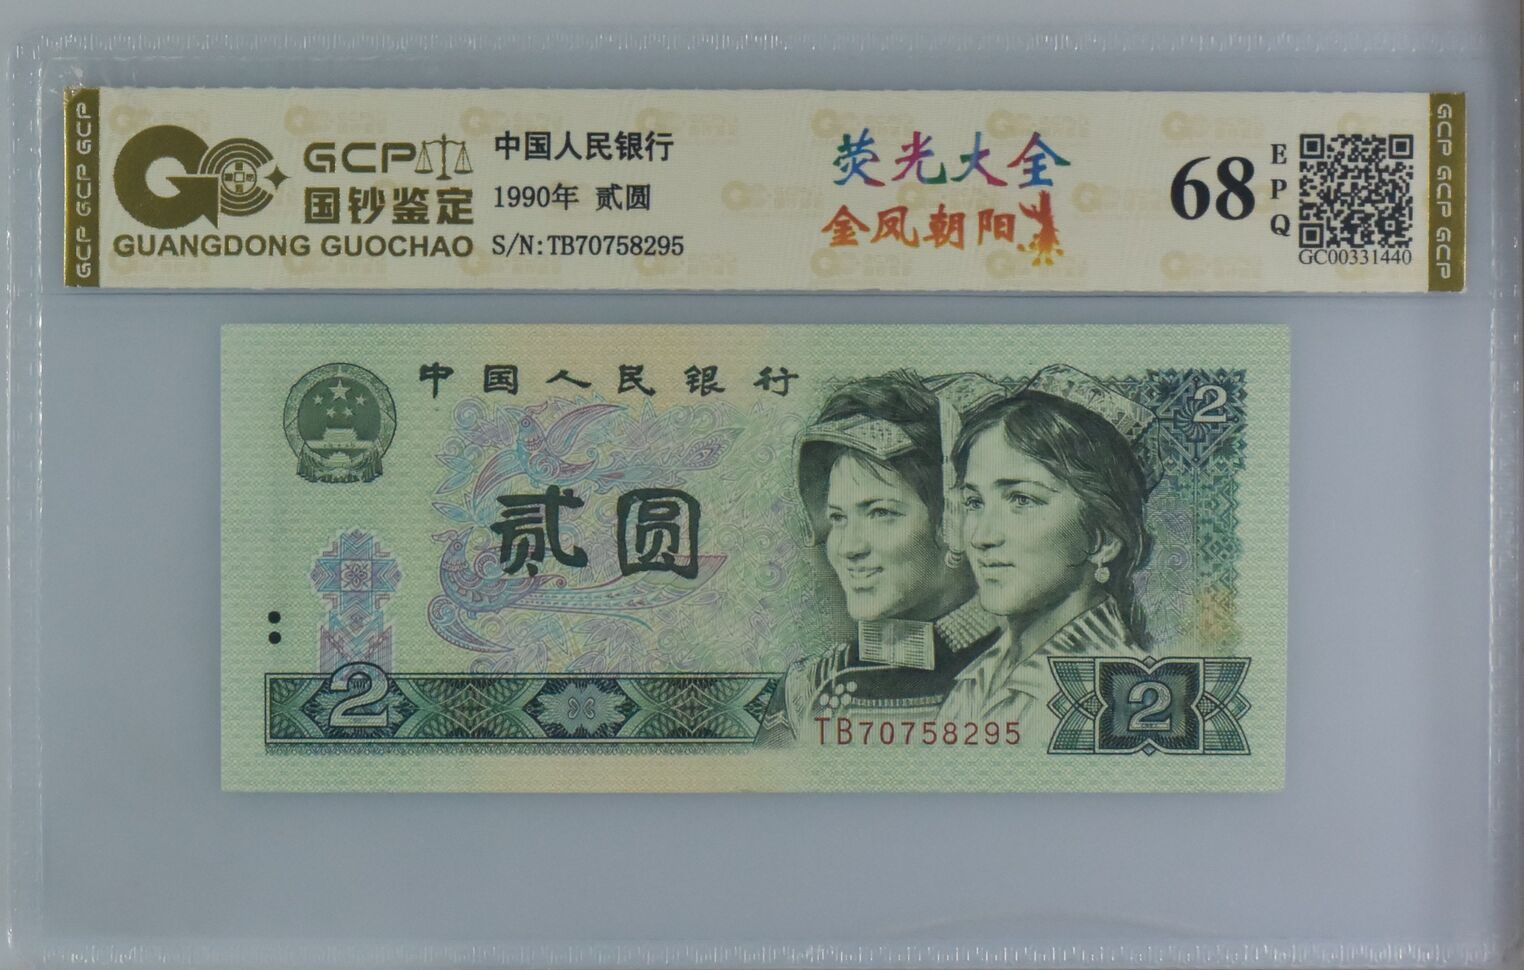 GCP GCP GCP
GCP
国钞鉴定
GUANGDONG GUOCHAO
中国人民银行
1990年 贰圆
S/N:TB70758295
荧光大全
金凤朝阳
68
EPQ
GC00331440
GCP GCP GCP
中国人民银行
2
贰圆
2
TB70758295
2